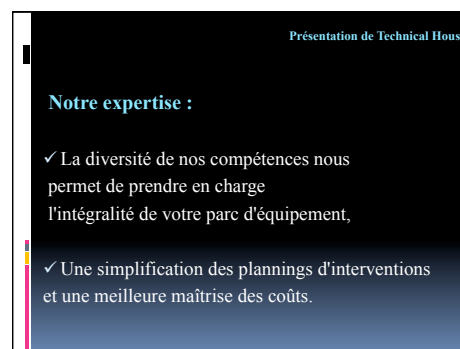 Présentation de Technical Hous
Notre expertise :
✓ La diversité de nos compétences nous
permet de prendre en charge
l'intégralité de votre parc d'équipement,
✓ Une simplification des plannings d'interventions
et une meilleure maîtrise des coûts.